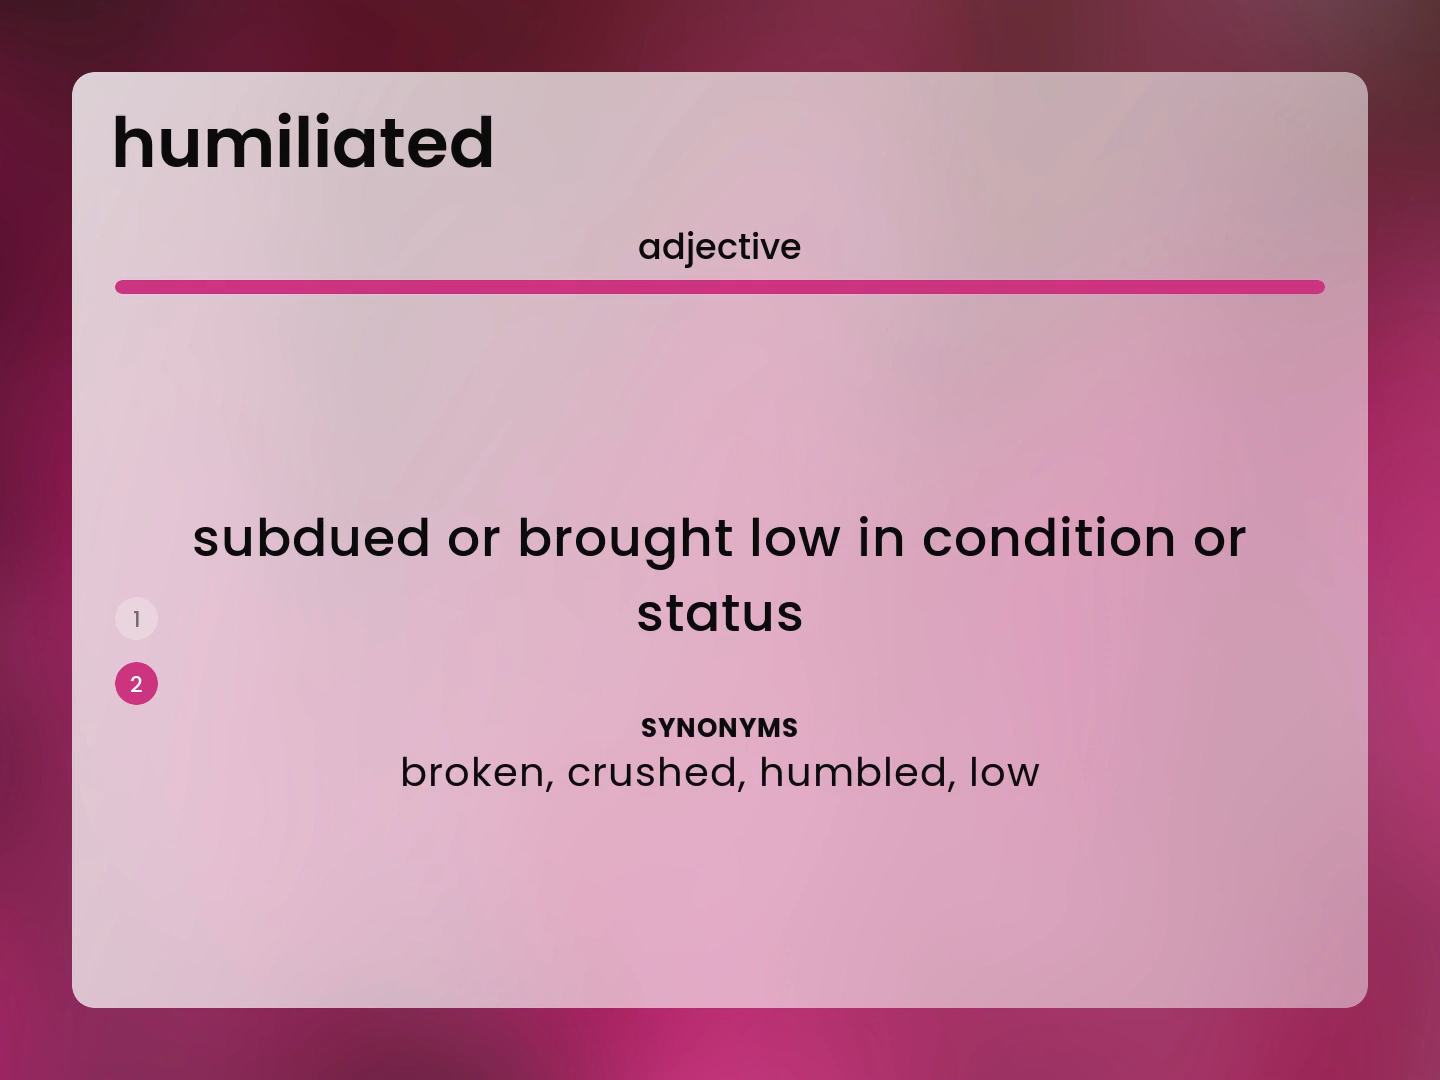 humiliated
adjective
subdued or brought low in condition or
status
1
2
SYNONYMS
broken, crushed, humbled, low